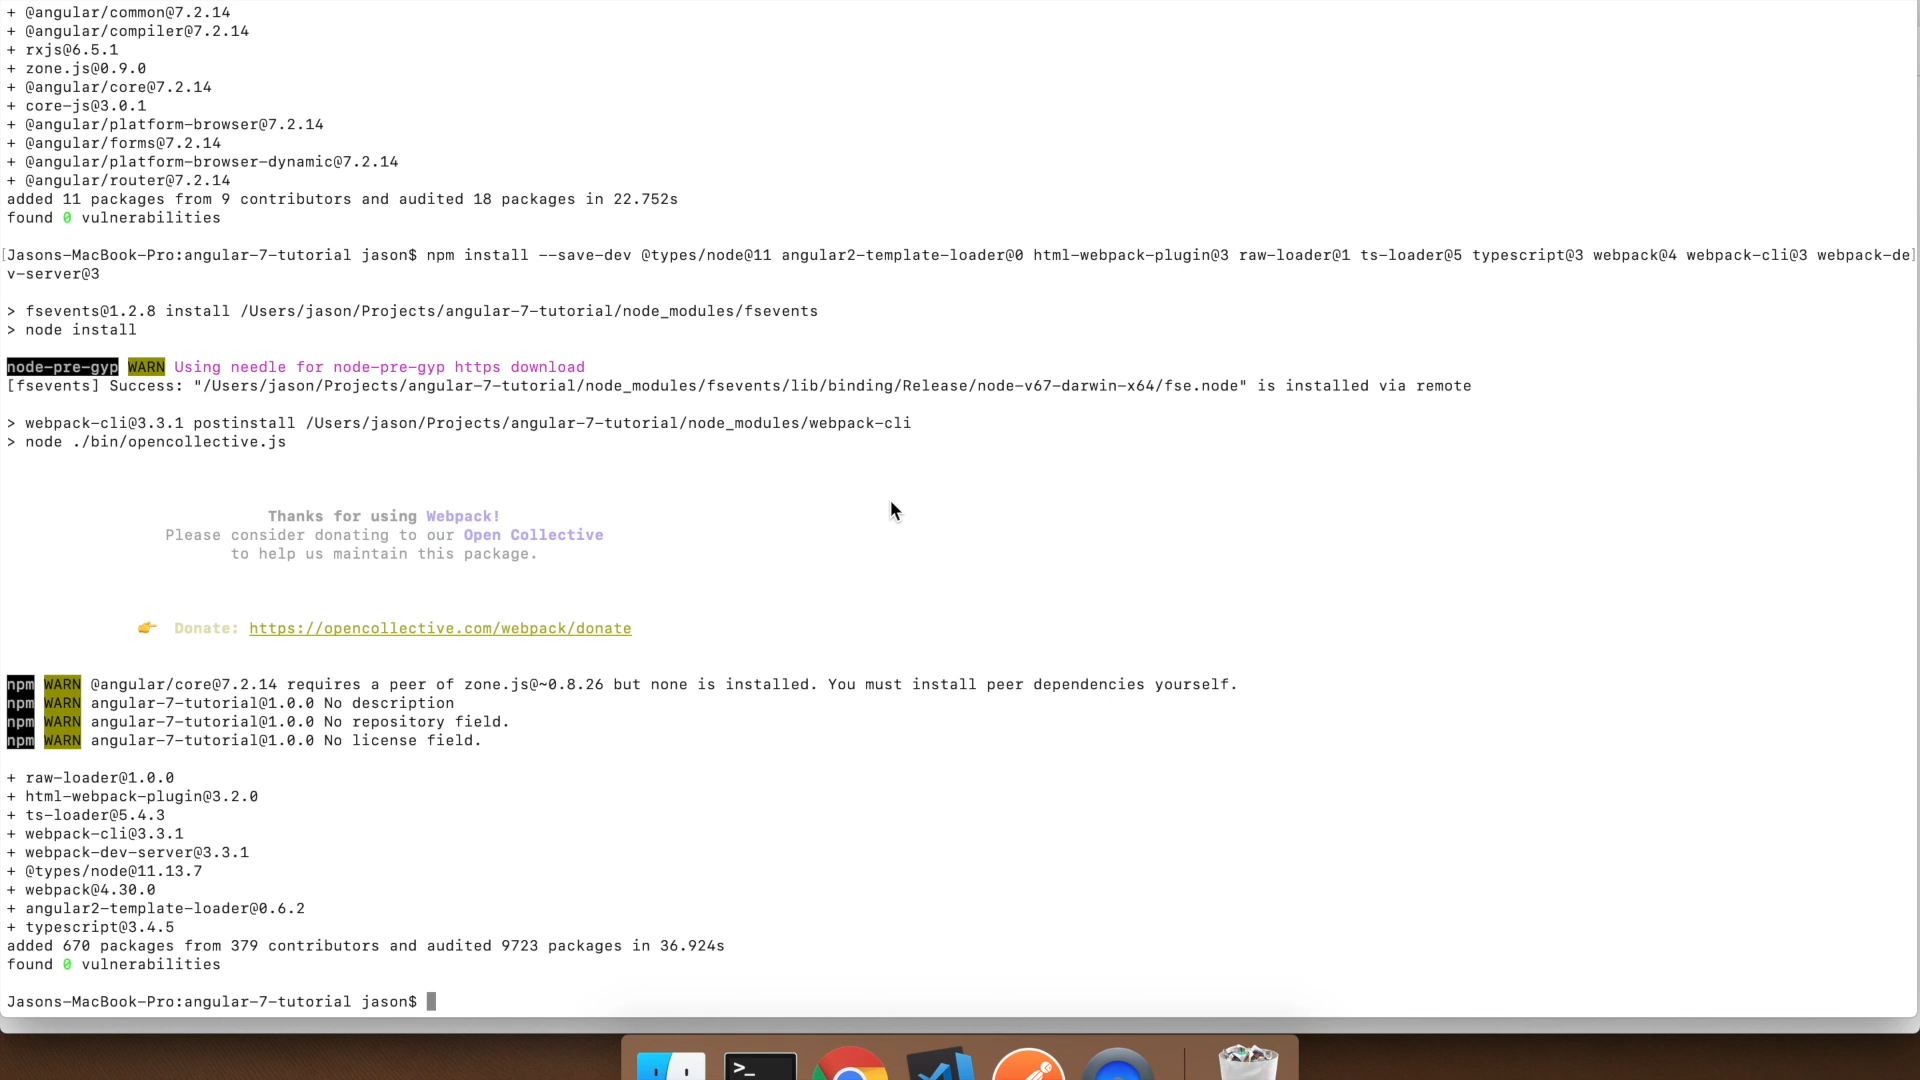 + @angular/common@7.2.14
+ @angular/compiler@7.2.14
+ rxjs@6.5.1
+ zone.js@0.9.0
+ @angular/core@7.2.14
+ core-js@3.0.1
+ @angular/platform-browser@7.2.14
+ @angular/forms@7.2.14
+ @angular/platform-browser-dynamic@7.2.14
+ @angular/router@7.2.14
added 11 packages from 9 contributors and audited 18 packages in 22.752s
found 0 vulnerabilities
[Jasons-MacBook-Pro:angular-7-tutorial jason$ npm install --save-dev @types/node@11 angular2-template-loader@0 html-webpack-plugin@3 raw-loader@1 ts-loader@5 typescript@3 webpack@4 webpack-cli@3 webpack-de]
v-server@3
> fsevents@1.2.8 install /Users/jason/Projects/angular-7-tutorial/node_modules/fsevents
> node install
node-pre-gyp WARN Using needle for node-pre-gyp https download
[fsevents] Success: "/Users/jason/Projects/angular-7-tutorial/node_modules/fsevents/lib/binding/Release/node-v67-darwin-x64/fse.node" is installed via remote
> webpack-cli@3.3.1 postinstall /Users/jason/Projects/angular-7-tutorial/node_modules/webpack-cli
> node ./bin/opencollective.js
Thanks for using Webpack!
Please consider donating to our Open Collective
to help us maintain this package.
👉 Donate: https://opencollective.com/webpack/donate
npm WARN @angular/core@7.2.14 requires a peer of zone.js@~0.8.26 but none is installed. You must install peer dependencies yourself.
npm WARN angular-7-tutorial@1.0.0 No description
npm WARN angular-7-tutorial@1.0.0 No repository field.
npm WARN angular-7-tutorial@1.0.0 No license field.
+ raw-loader@1.0.0
+ html-webpack-plugin@3.2.0
+ ts-loader@5.4.3
+ webpack-cli@3.3.1
+ webpack-dev-server@3.3.1
+ @types/node@11.13.7
+ webpack@4.30.0
+ angular2-template-loader@0.6.2
+ typescript@3.4.5
added 670 packages from 379 contributors and audited 9723 packages in 36.924s
found 0 vulnerabilities
Jasons-MacBook-Pro:angular-7-tutorial jason$
>_